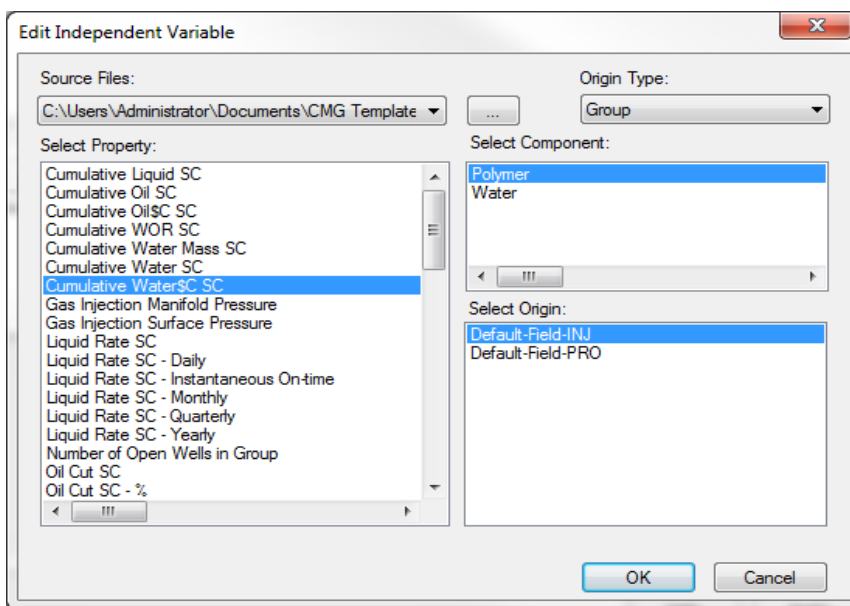 Edit Independent Variable
Source Files:
Origin Type:
C:\Users\Administrator\Documents\CMG Template
...
Group
Select Property:
Select Component:
Cumulative Liquid SC
Cumulative Oil SC
Cumulative Oil$C SC
Cumulative WOR SC
Cumulative Water Mass SC
Cumulative Water SC
Cumulative Water$C SC
Gas Injection Manifold Pressure
Gas Injection Surface Pressure
Liquid Rate SC
Liquid Rate SC - Daily
Liquid Rate SC - Instantaneous On-time
Liquid Rate SC - Monthly
Liquid Rate SC - Quarterly
Liquid Rate SC - Yearly
Number of Open Wells in Group
Oil Cut SC
Oil Cut SC - %
Polymer
Water
Select Origin:
Default-Field-INJ
Default-Field-PRO
OK
Cancel